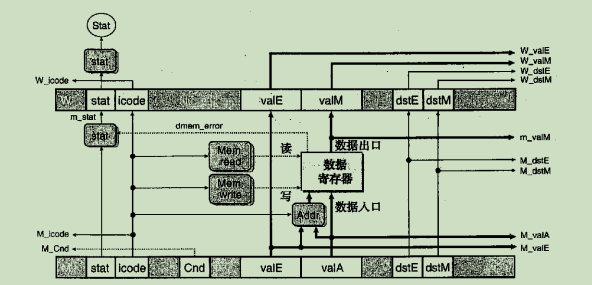 Stat
stat
W_valE
W_valM
W_dstE
W_dstM
W_icode
W stat icode valE valM dstE dstM
m_stat
dmem_error
stat
数据出口
m_valM
Mem. read
读
数据
寄存器
M_dstE
M_dstM
Mem. write
写
数据入口
Addr
M_icode
M_valA
M_Cnd
M_valE
M stat icode Cnd valE valA dstE dstM